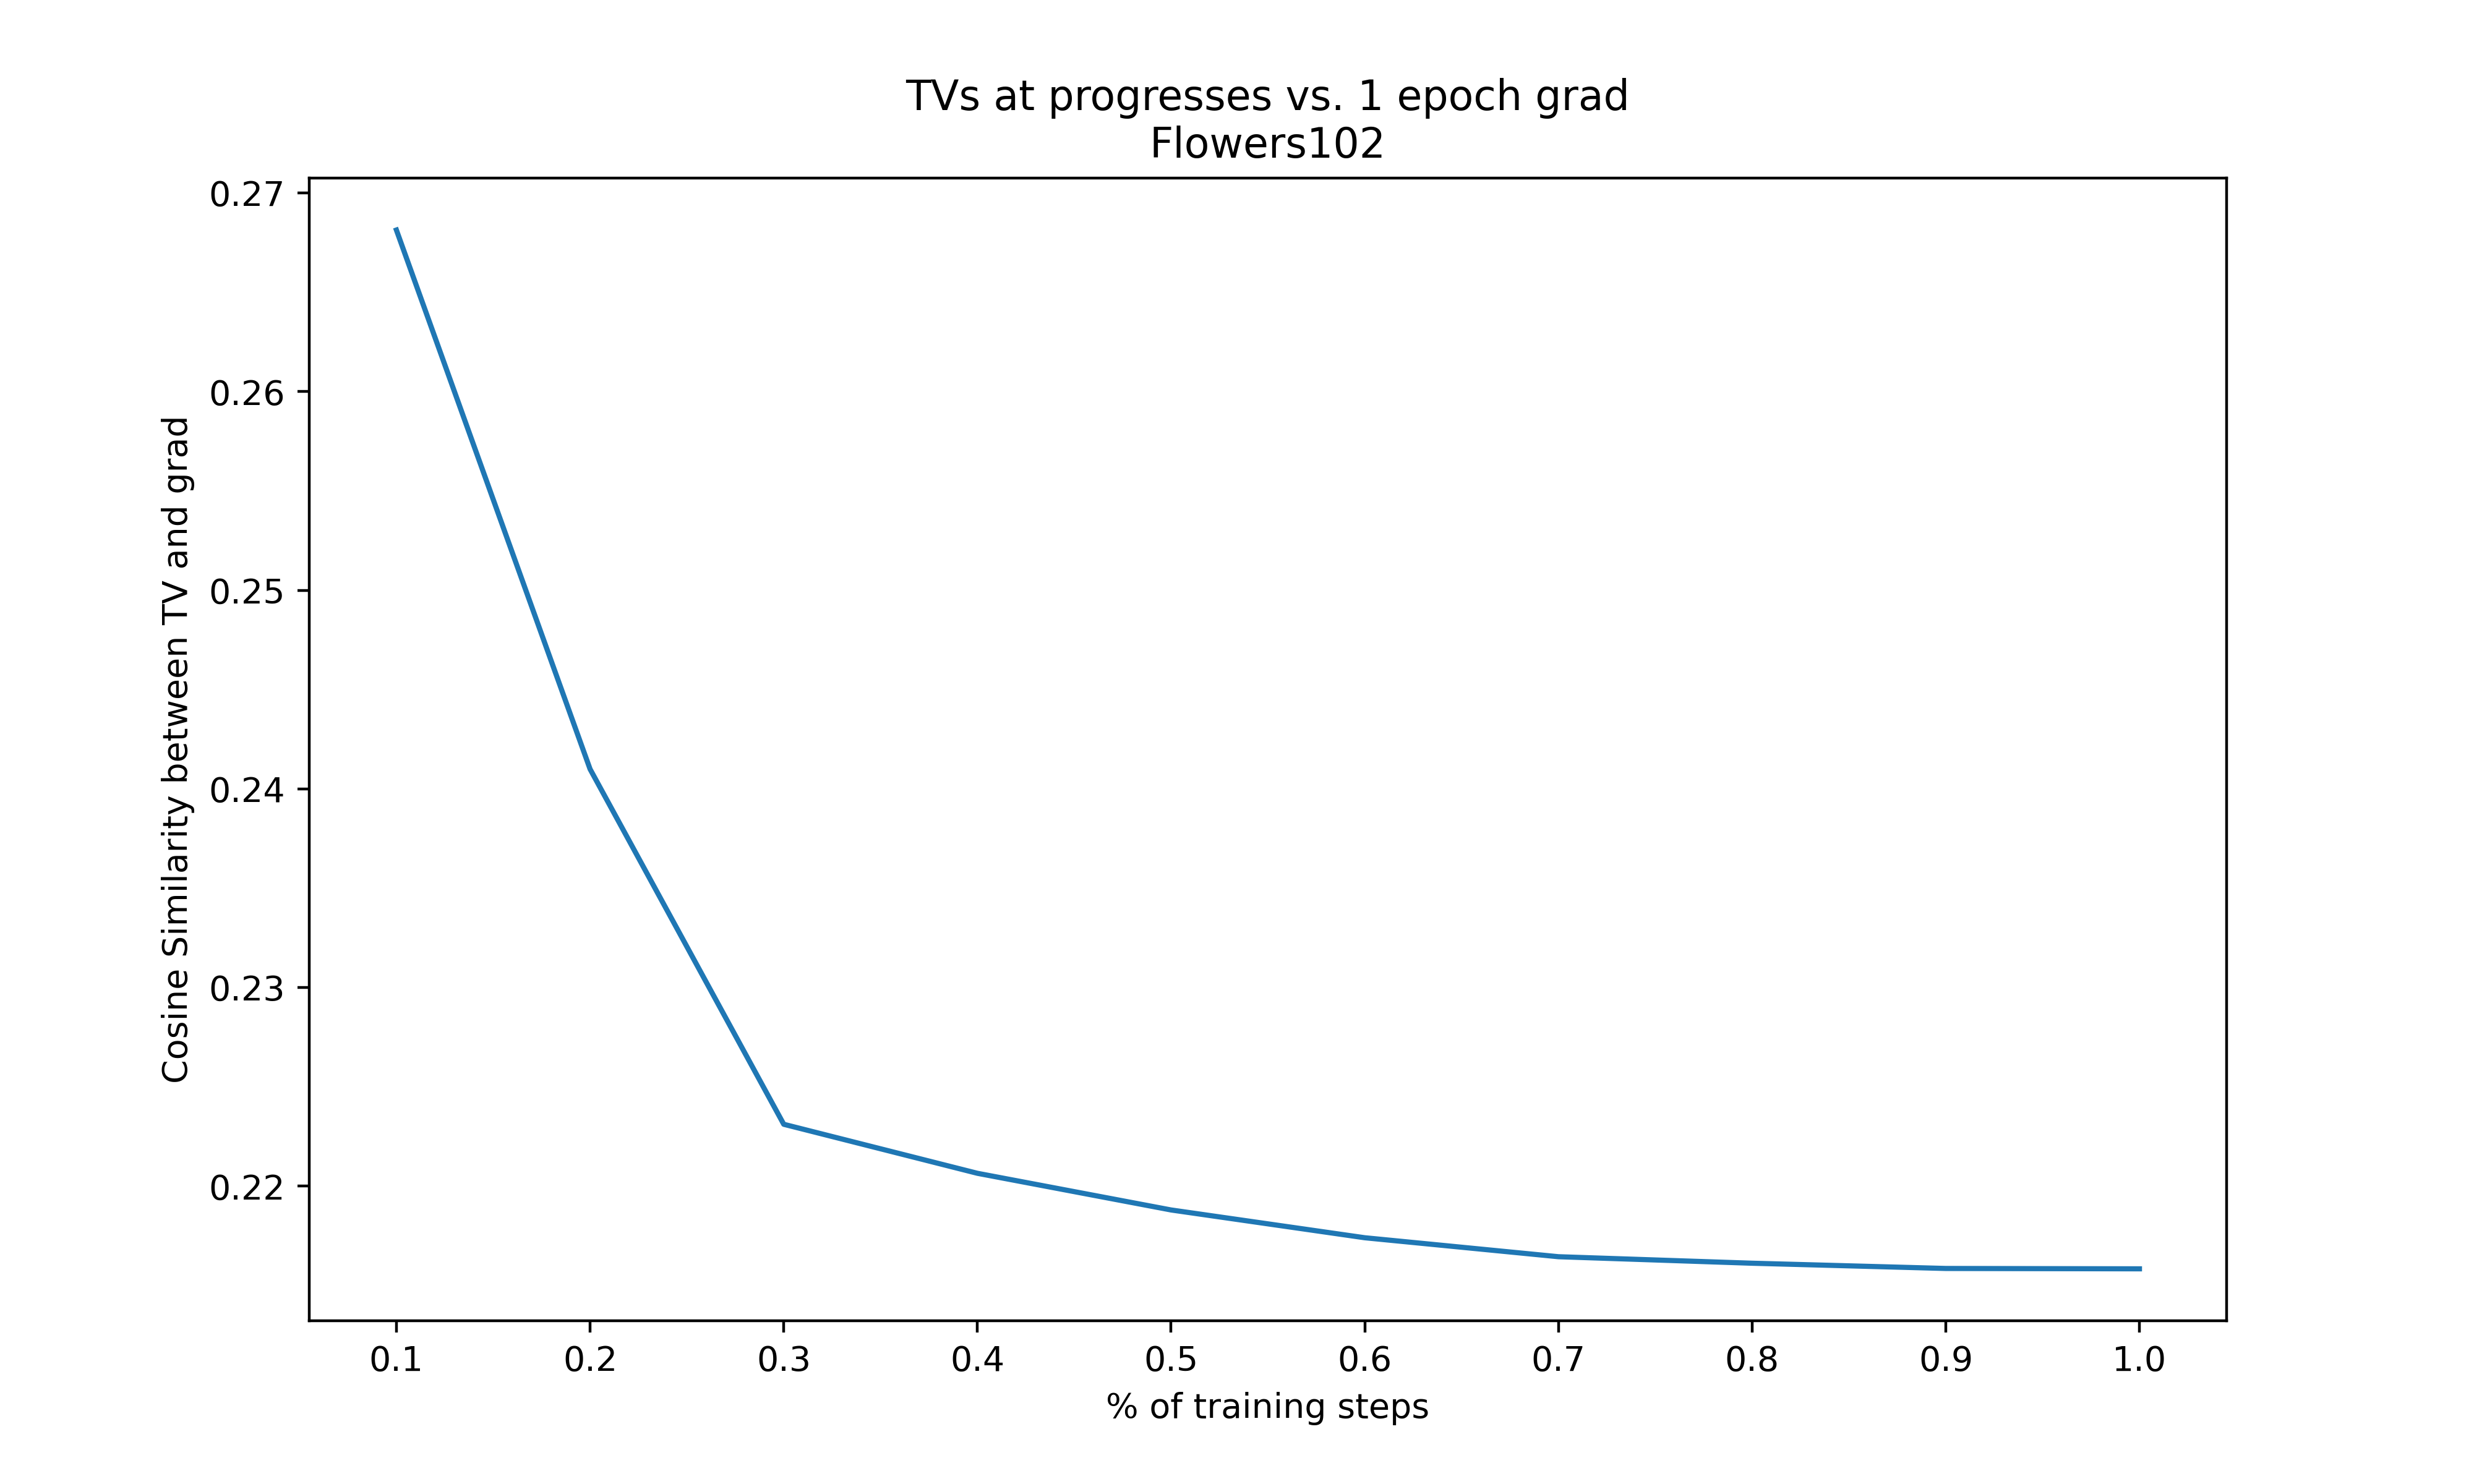 TVs at progresses vs. 1 epoch grad
Flowers102
Cosine Similarity between TV and grad
0.27
0.26
0.25
0.24
0.23
0.22
0.1 0.2 0.3 0.4 0.5 0.6 0.7 0.8 0.9 1.0
% of training steps